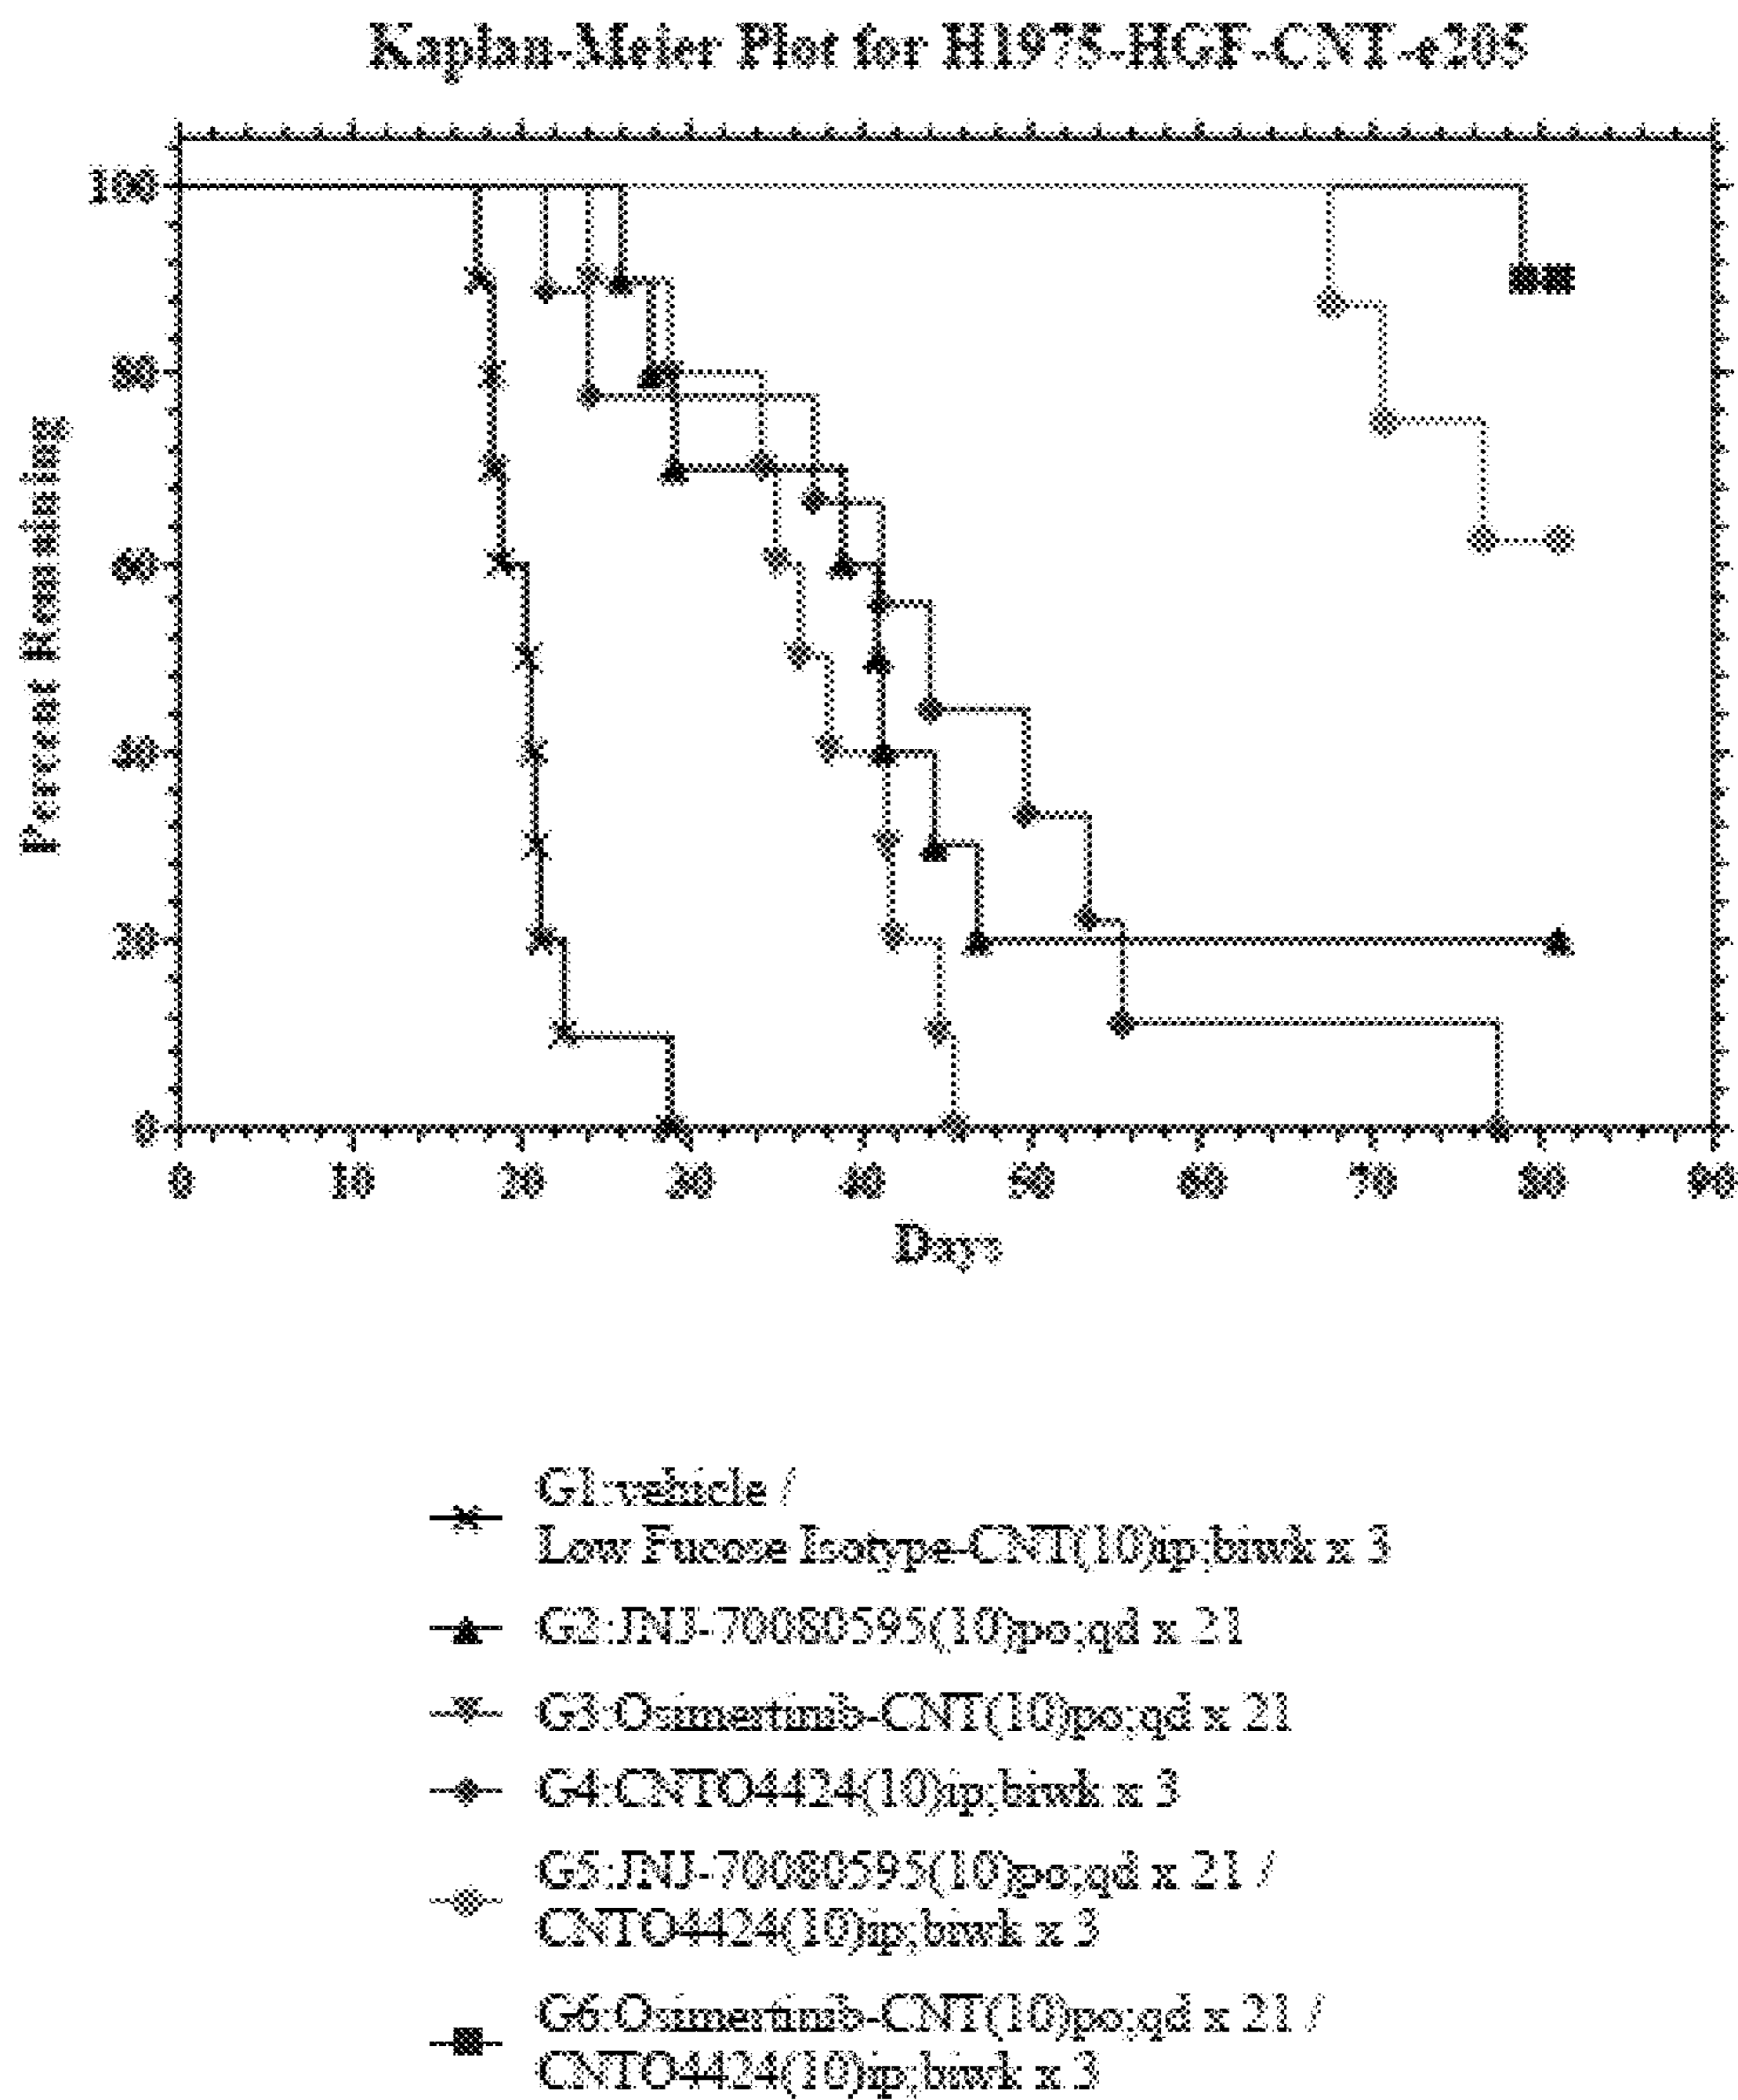 Kaplan-Meier Plot for H1975-HGF-CNT-e205
Percent Remaining
100
80
60
40
20
0
0 10 20 30 40 50 60 70 80 90
Days
G1:vehicle /
Low Fucose Isotype-CNT(10)ip;biwk x 3
G2:JNJ-70080595(10)po;qd x 21
G3:Osimertinib-CNT(10)po;qd x 21
G4:CNTO4424(10)ip;biwk x 3
G5:JNJ-70080595(10)po;qd x 21 /
CNTO4424(10)ip;biwk x 3
G6:Osimertinib-CNT(10)po;qd x 21 /
CNTO4424(10)ip;biwk x 3